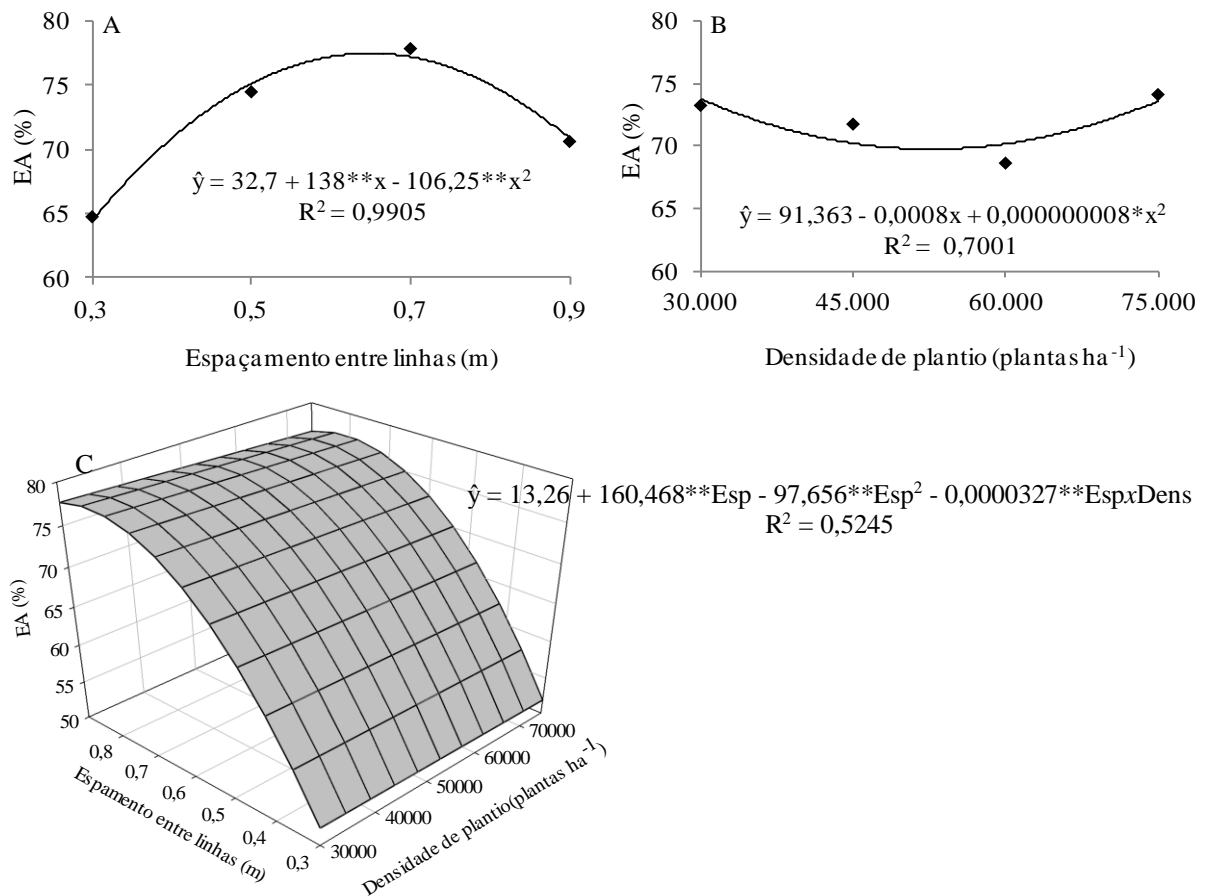 A
80
75
70
65
60
EA (%)
ŷ = 32,7 + 138**x - 106,25**x²
R² = 0,9905
0,3 0,5 0,7 0,9
Espaçamento entre linhas (m)
B
80
75
70
65
60
EA (%)
ŷ = 91,363 - 0,0008x + 0,000000008*x²
R² = 0,7001
30.000 45.000 60.000 75.000
Densidade de plantio (plantas ha⁻¹)
C
80
75
70
65
60
55
50
EA (%)
ŷ = 13,26 + 160,468**Esp - 97,656**Esp² - 0,0000327**EspxDens
R² = 0,5245
0,8
0,7
0,6
0,5
0,4
0,3
Espamento entre linhas (m)
30000
40000
50000
60000
70000
Densidade de plantio(plantas ha⁻¹)